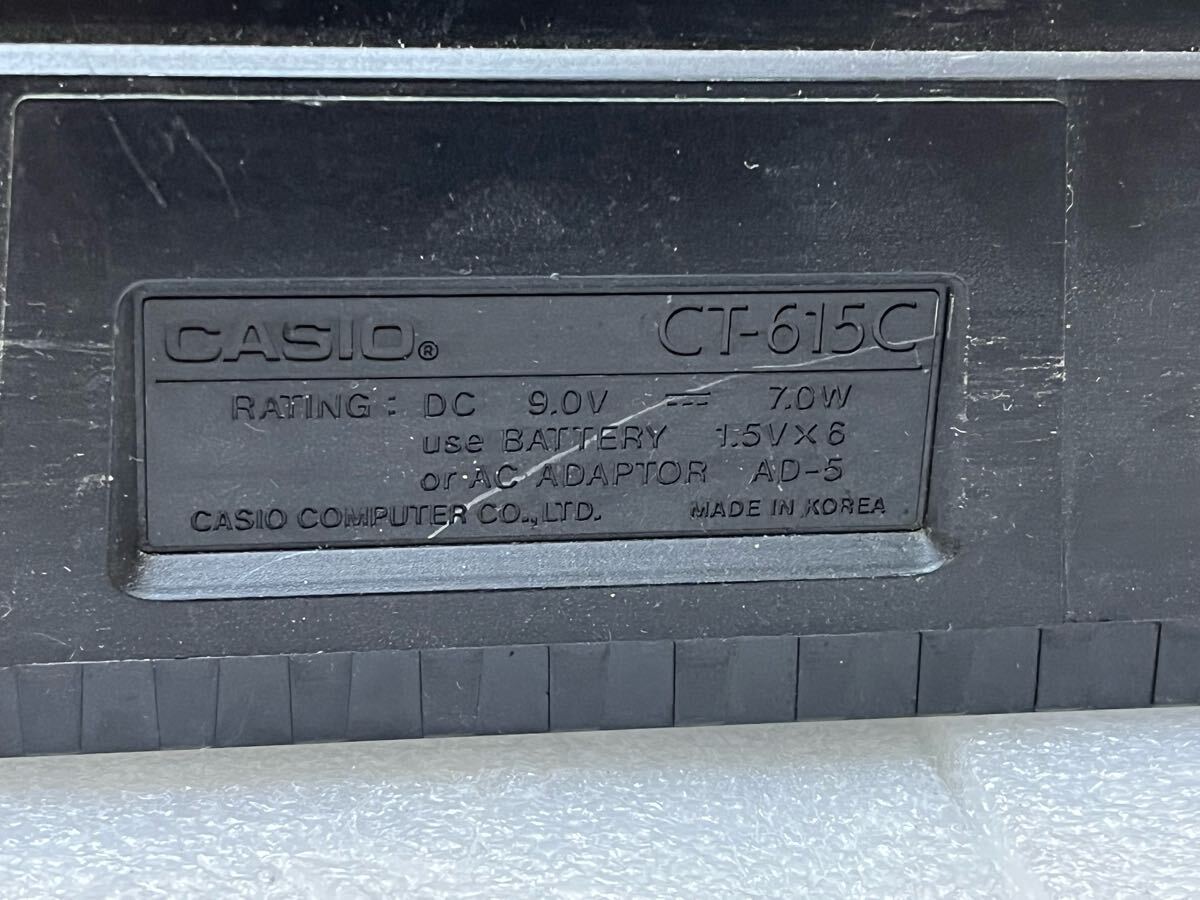 CASIO® CT-615C
RATING : DC 9.0V ⎓ 7.0W
use BATTERY 1.5V×6
or AC ADAPTOR AD-5
CASIO COMPUTER CO.,LTD. MADE IN KOREA